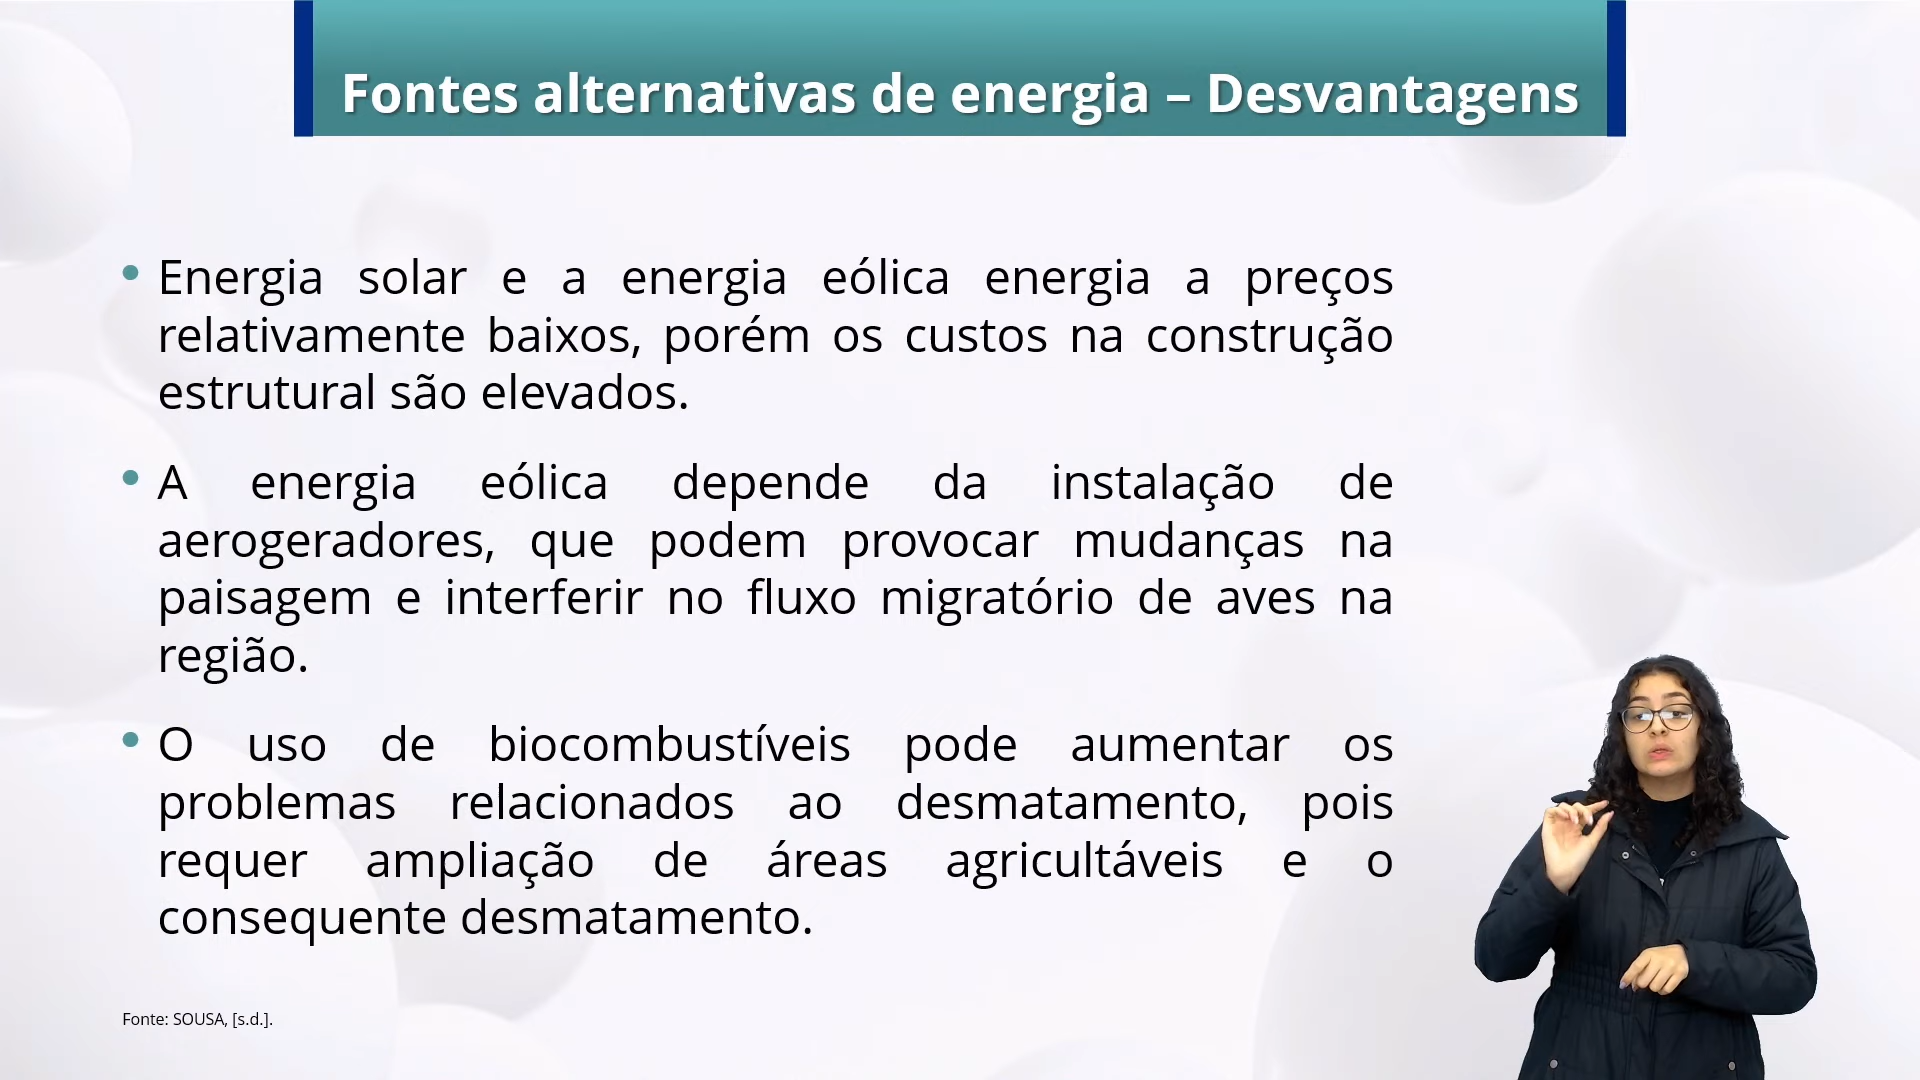 Fontes alternativas de energia – Desvantagens
• Energia solar e a energia eólica energia a preços
relativamente baixos, porém os custos na construção
estrutural são elevados.
• A energia eólica depende da instalação de
aerogeradores, que podem provocar mudanças na
paisagem e interferir no fluxo migratório de aves na
região.
• O uso de biocombustíveis pode aumentar os
problemas relacionados ao desmatamento, pois
requer ampliação de áreas agricultáveis e o
consequente desmatamento.
Fonte: SOUSA, [s.d.].